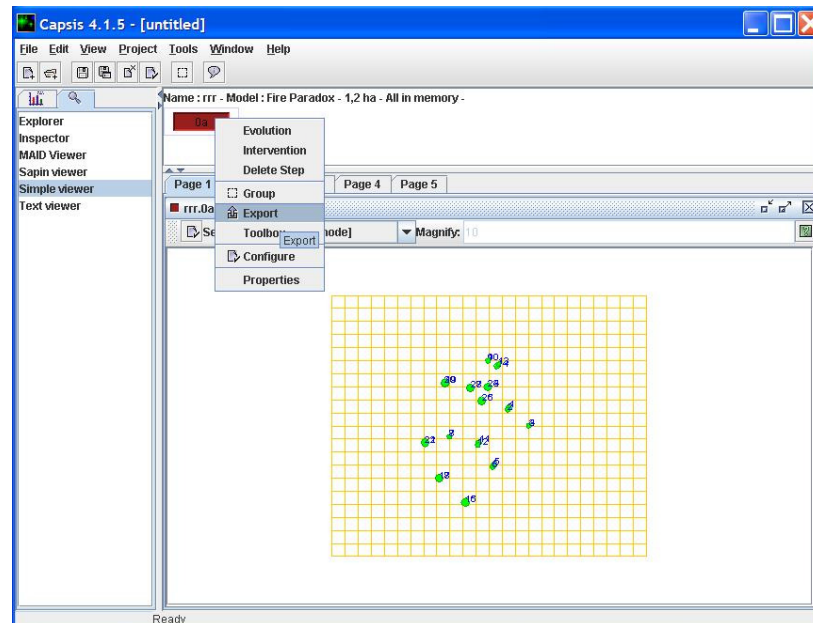 Capsis 4.1.5 - [untitled]
File Edit View Project Tools Window Help
Name : rrr - Model : Fire Paradox - 1,2 ha - All in memory -
0a
Explorer
Inspector
MAID Viewer
Sapin viewer
Simple viewer
Text viewer
Evolution
Intervention
Delete Step
Group
Export
Toolbox
Export
Configure
Properties
Page 1 Page 4 Page 5
rrr.0a
Magnify: 10
Ready